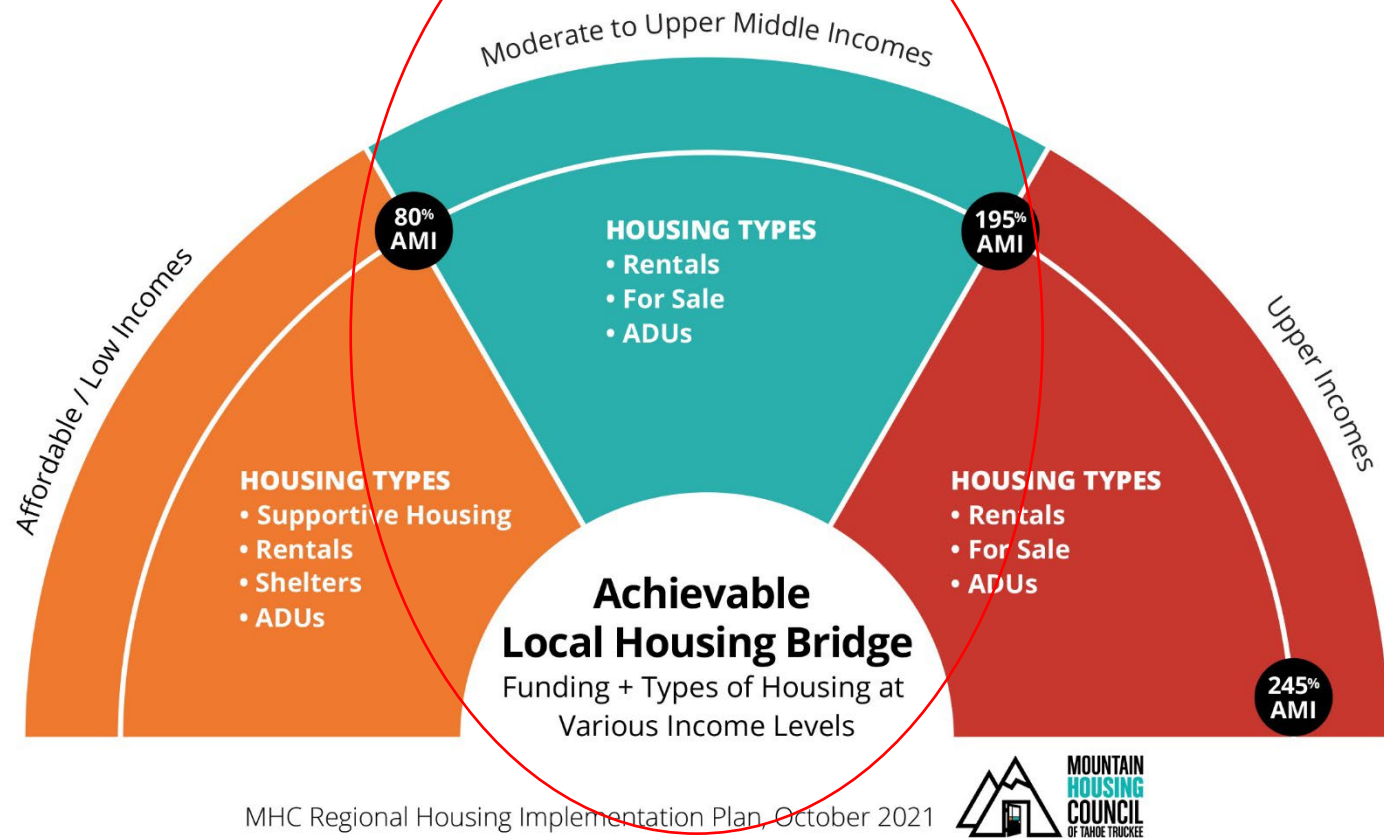 Moderate to Upper Middle Incomes
80% AMI
195% AMI
HOUSING TYPES
• Rentals
• For Sale
• ADUs
Affordable / Low Incomes
Upper Incomes
HOUSING TYPES
• Supportive Housing
• Rentals
• Shelters
• ADUs
HOUSING TYPES
• Rentals
• For Sale
• ADUs
Achievable
Local Housing Bridge
Funding + Types of Housing at
Various Income Levels
245%
AMI
MHC Regional Housing Implementation Plan, October 2021
MOUNTAIN
HOUSING
COUNCIL
OF TAHOE TRUCKEE